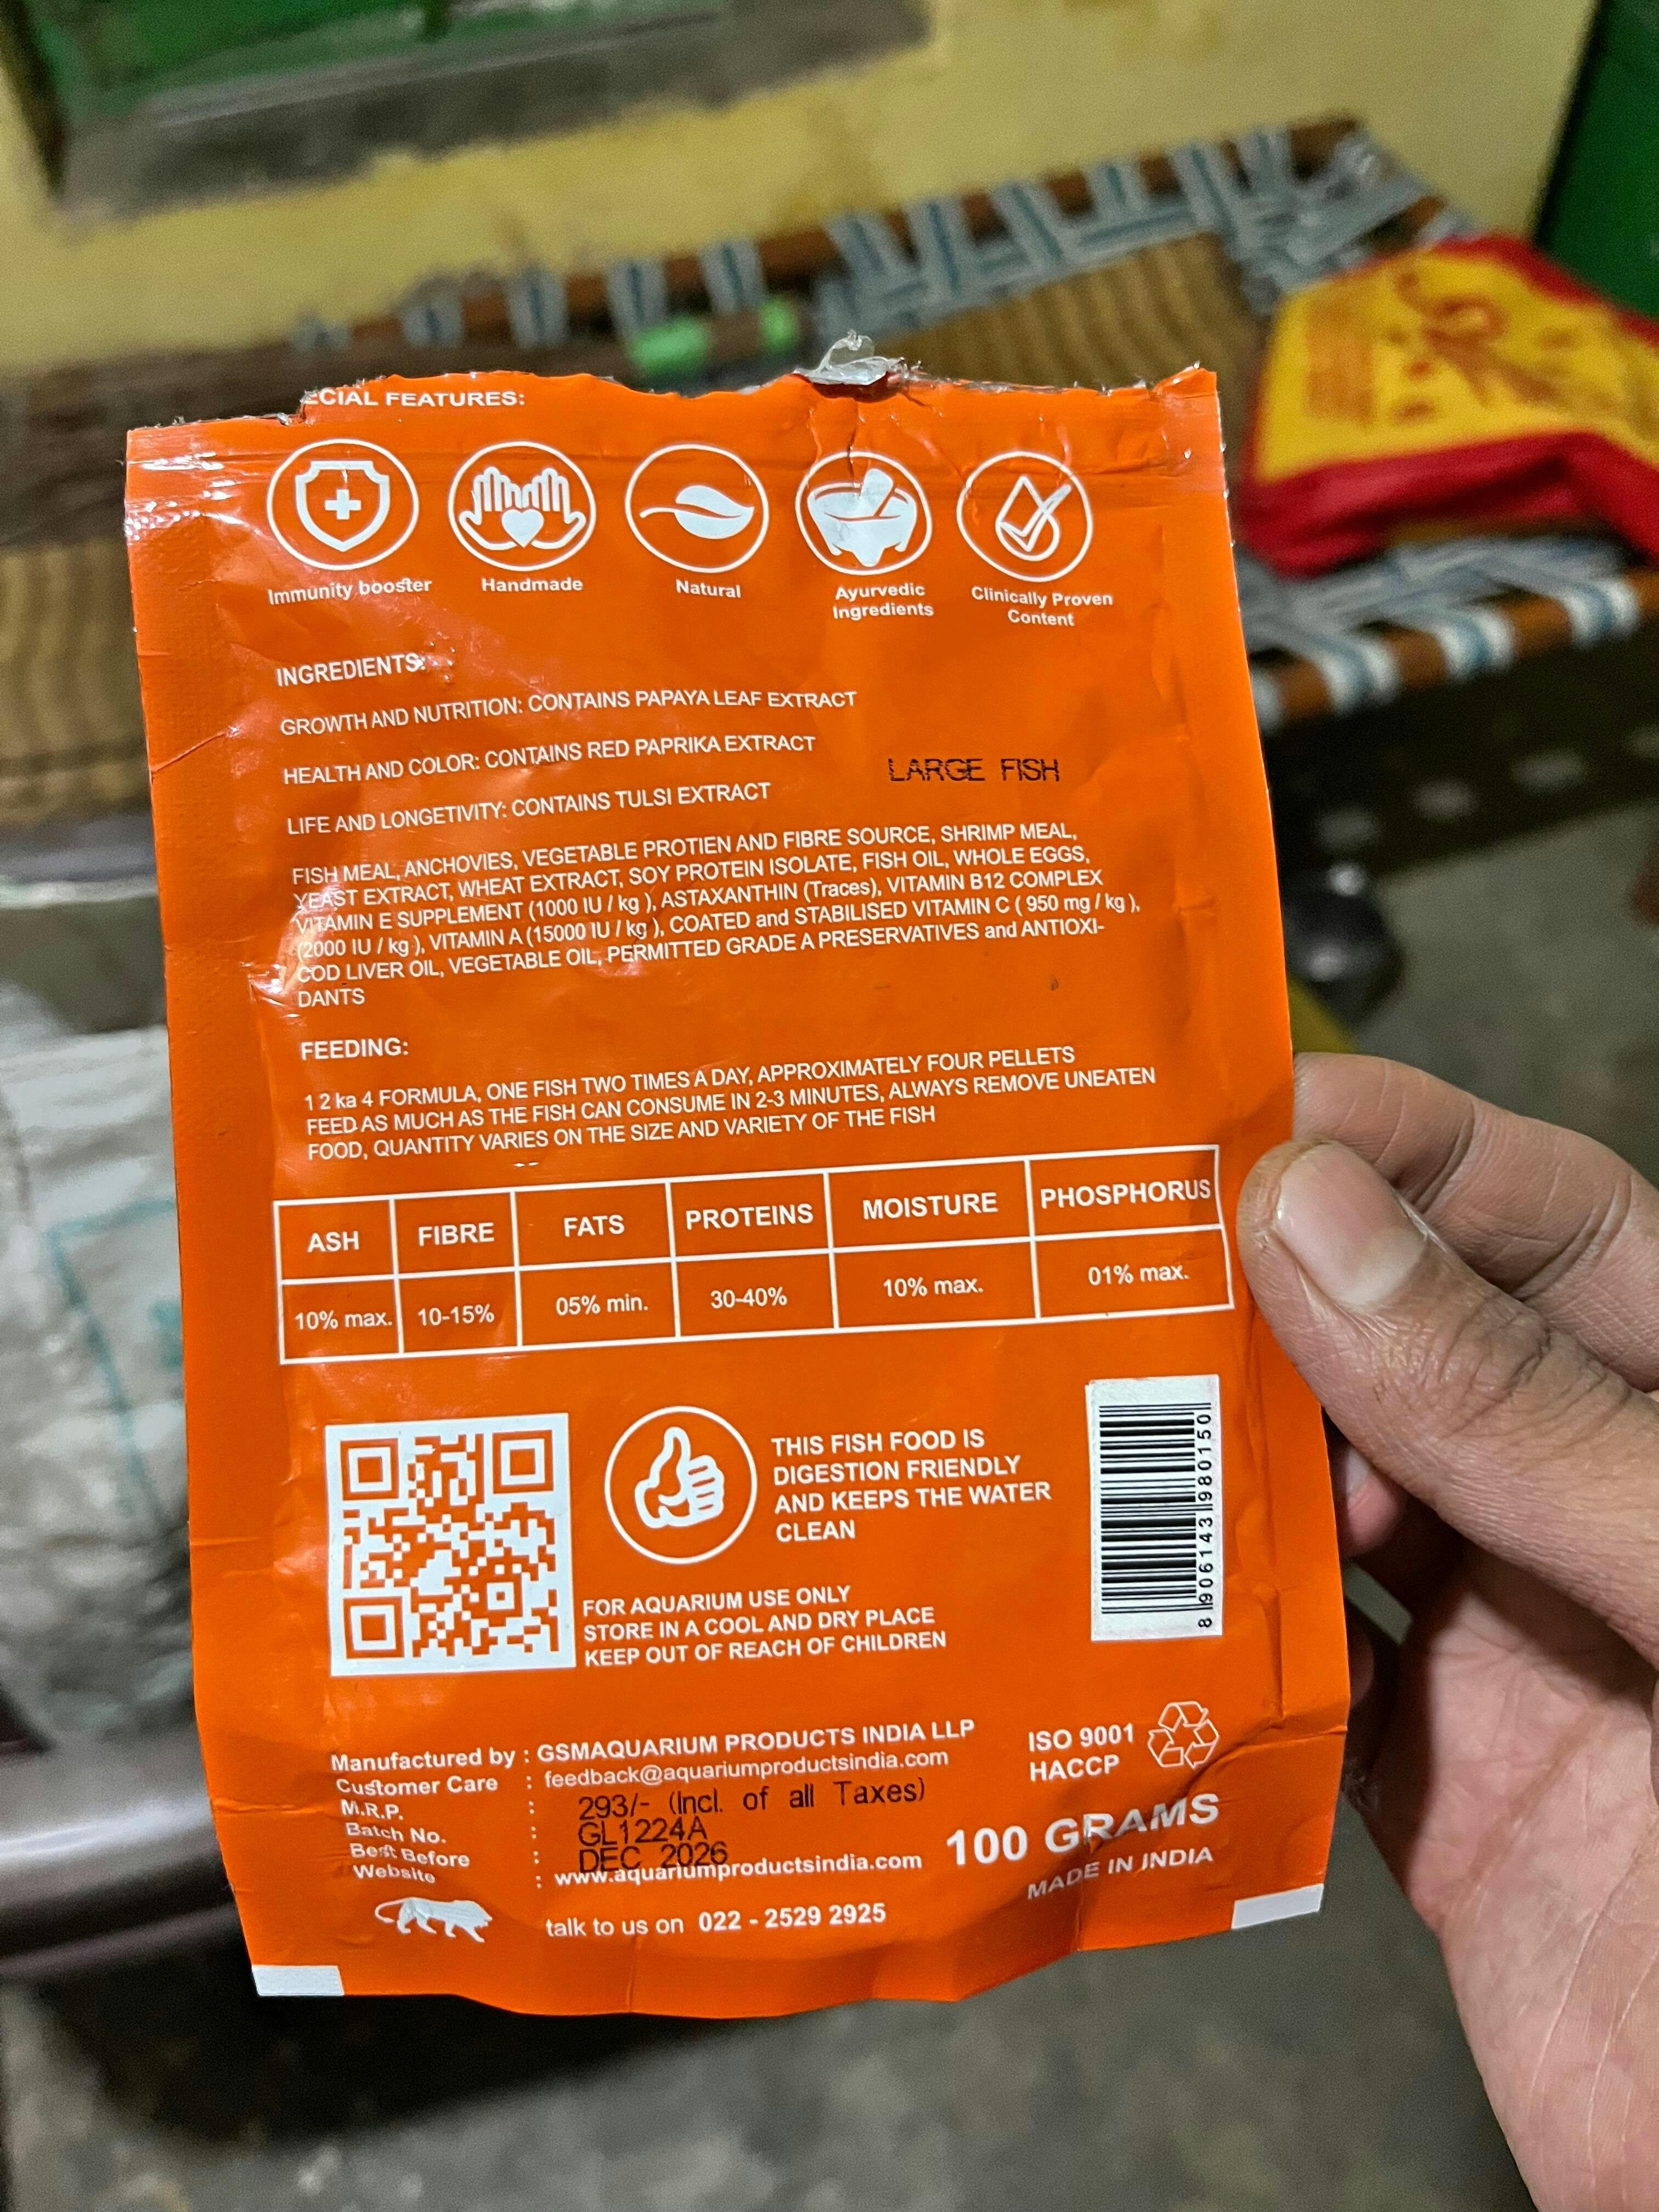 ECIAL FEATURES:
Immunity booster
Handmade
Natural
Ayurvedic
Ingredients
Clinically Proven
Content
INGREDIENTS:
GROWTH AND NUTRITION: CONTAINS PAPAYA LEAF EXTRACT
HEALTH AND COLOR: CONTAINS RED PAPRIKA EXTRACT
LARGE FISH
LIFE AND LONGETIVITY: CONTAINS TULSI EXTRACT
FISH MEAL, ANCHOVIES, VEGETABLE PROTIEN AND FIBRE SOURCE, SHRIMP MEAL,
YEAST EXTRACT, WHEAT EXTRACT, SOY PROTEIN ISOLATE, FISH OIL, WHOLE EGGS,
VITAMIN E SUPPLEMENT (1000 IU / kg ), ASTAXANTHIN (Traces), VITAMIN B12 COMPLEX
(2000 IU / kg ), VITAMIN A (15000 IU / kg ), COATED and STABILISED VITAMIN C ( 950 mg / kg ),
COD LIVER OIL, VEGETABLE OIL, PERMITTED GRADE A PRESERVATIVES and ANTIOXI-
DANTS
FEEDING:
1 2 ka 4 FORMULA, ONE FISH TWO TIMES A DAY, APPROXIMATELY FOUR PELLETS
FEED AS MUCH AS THE FISH CAN CONSUME IN 2-3 MINUTES, ALWAYS REMOVE UNEATEN
FOOD, QUANTITY VARIES ON THE SIZE AND VARIETY OF THE FISH
ASH FIBRE FATS PROTEINS MOISTURE PHOSPHORUS
10% max. 10-15% 05% min. 30-40% 10% max. 01% max.
THIS FISH FOOD IS
DIGESTION FRIENDLY
AND KEEPS THE WATER
CLEAN
FOR AQUARIUM USE ONLY
STORE IN A COOL AND DRY PLACE
KEEP OUT OF REACH OF CHILDREN
8 906143 980150
Manufactured by : GSMAQUARIUM PRODUCTS INDIA LLP
Customer Care : feedback@aquariumproductsindia.com
M.R.P. : 293/- (Incl. of all Taxes)
Batch No. : GL1224A
Best Before : DEC 2026
Website : www.aquariumproductsindia.com
talk to us on 022 - 2529 2925
ISO 9001
HACCP
100 GRAMS
MADE IN INDIA